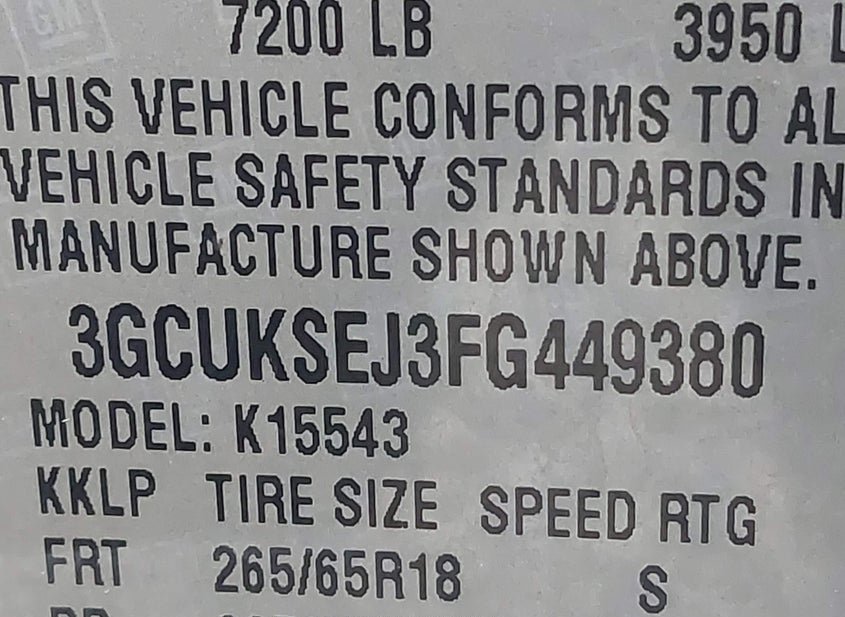 GM
7200 LB 3950 L
THIS VEHICLE CONFORMS TO AL
VEHICLE SAFETY STANDARDS IN
MANUFACTURE SHOWN ABOVE.
3GCUKSEJ3FG449380
MODEL: K15543
KKLP TIRE SIZE SPEED RTG
FRT 265/65R18 S